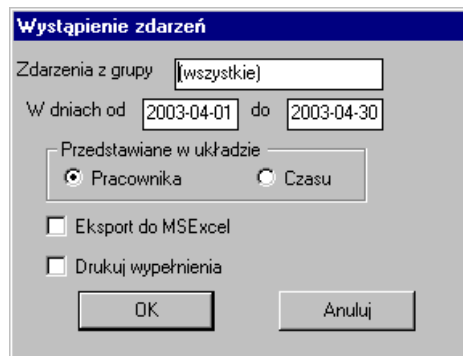 Wystąpienie zdarzeń
Zdarzenia z grupy (wszystkie)
W dniach od 2003-04-01 do 2003-04-30
Przedstawiane w układzie
Pracownika Czasu
Eksport do MSExcel
Drukuj wypełnienia
OK Anuluj